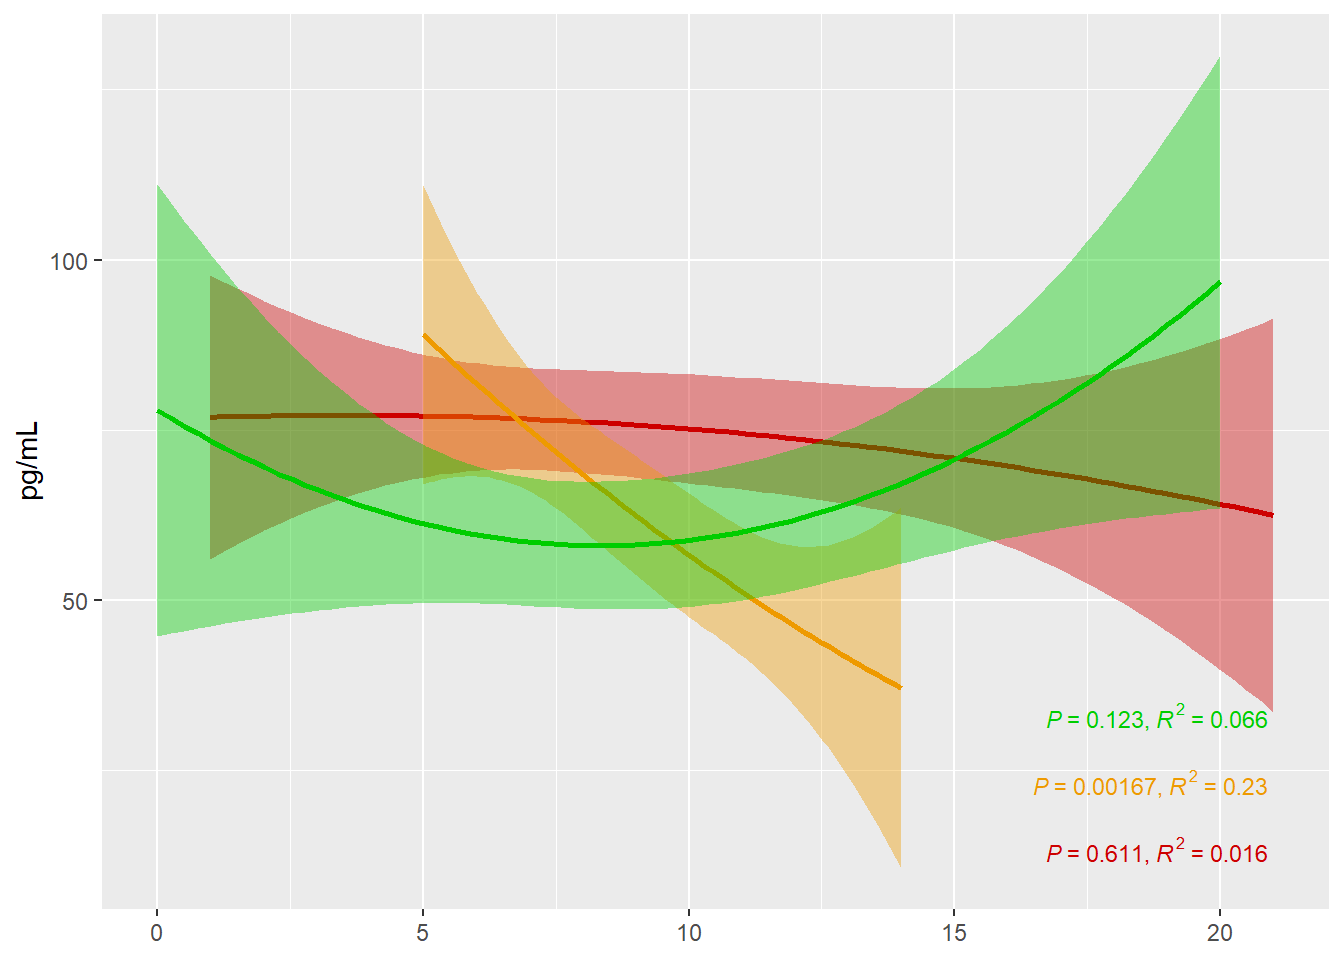 pg/mL
100
50
P = 0.123, R² = 0.066
P = 0.00167, R² = 0.23
P = 0.611, R² = 0.016
0 5 10 15 20